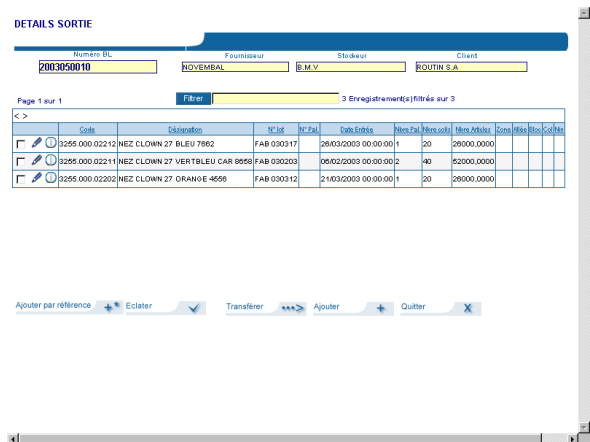 DETAILS SORTIE
Numéro BL Fournisseur Stockeur Client
2003050010 NOVEMBAL B.M.V ROUTIN S.A
Page 1 sur 1 Filtrer 3 Enregistrement(s)filtrés sur 3
< >
Code Désignation N° lot N° Pal. Date Entrée Nbre Pal. Nbre colis Nbre Articles Zone Allée Bloc Col Niv
3255.000.02212 NEZ CLOWN 27 BLEU 7662 FAB 030317 26/03/2003 00:00:00 1 20 26000,0000
3255.000.02211 NEZ CLOWN 27 VERTBLEU CAR 8658 FAB 030203 06/02/2003 00:00:00 2 40 52000,0000
3255.000.02202 NEZ CLOWN 27 ORANGE 4556 FAB 030312 21/03/2003 00:00:00 1 20 26000,0000
Ajouter par référence +* Eclater Transférer Ajouter + Quitter X